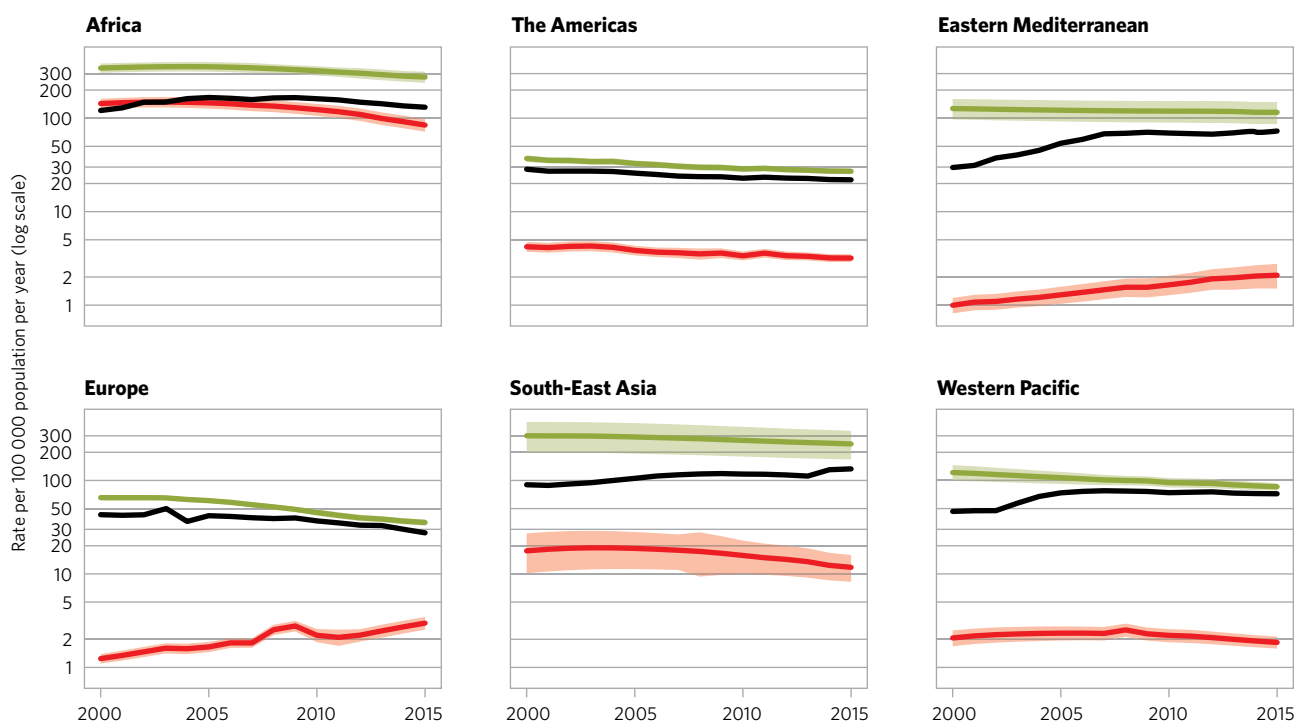 Rate per 100 000 population per year (log scale)
Africa
The Americas
Eastern Mediterranean
300
200
100
50
30
20
10
5
2
1
Europe
South-East Asia
Western Pacific
300
200
100
50
30
20
10
5
2
1
2000 2005 2010 2015
2000 2005 2010 2015
2000 2005 2010 2015